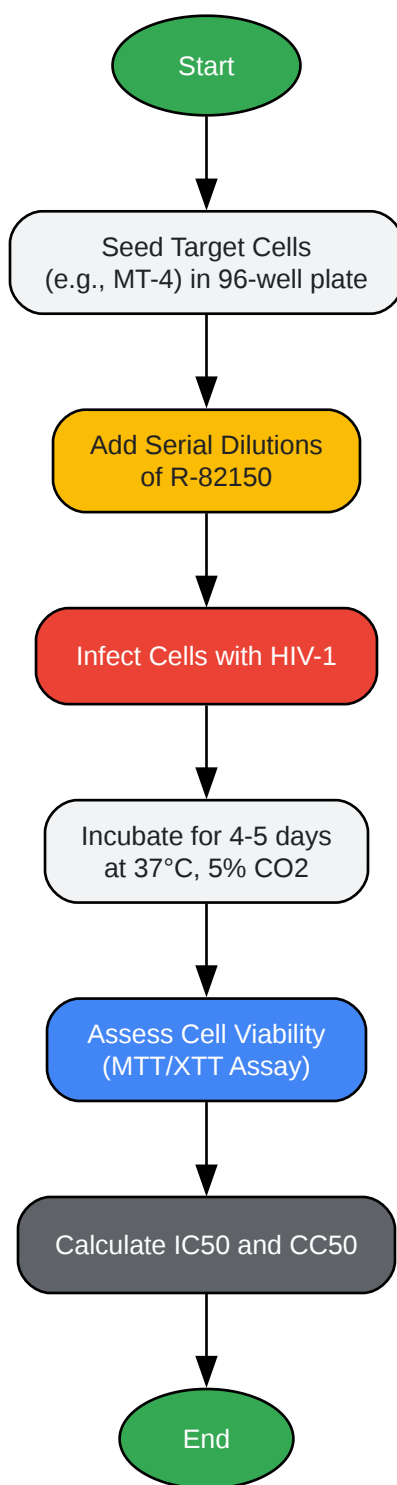 Start
Seed Target Cells
(e.g., MT-4) in 96-well plate
Add Serial Dilutions
of R-82150
Infect Cells with HIV-1
Incubate for 4-5 days
at 37°C, 5% CO2
Assess Cell Viability
(MTT/XTT Assay)
Calculate IC50 and CC50
End